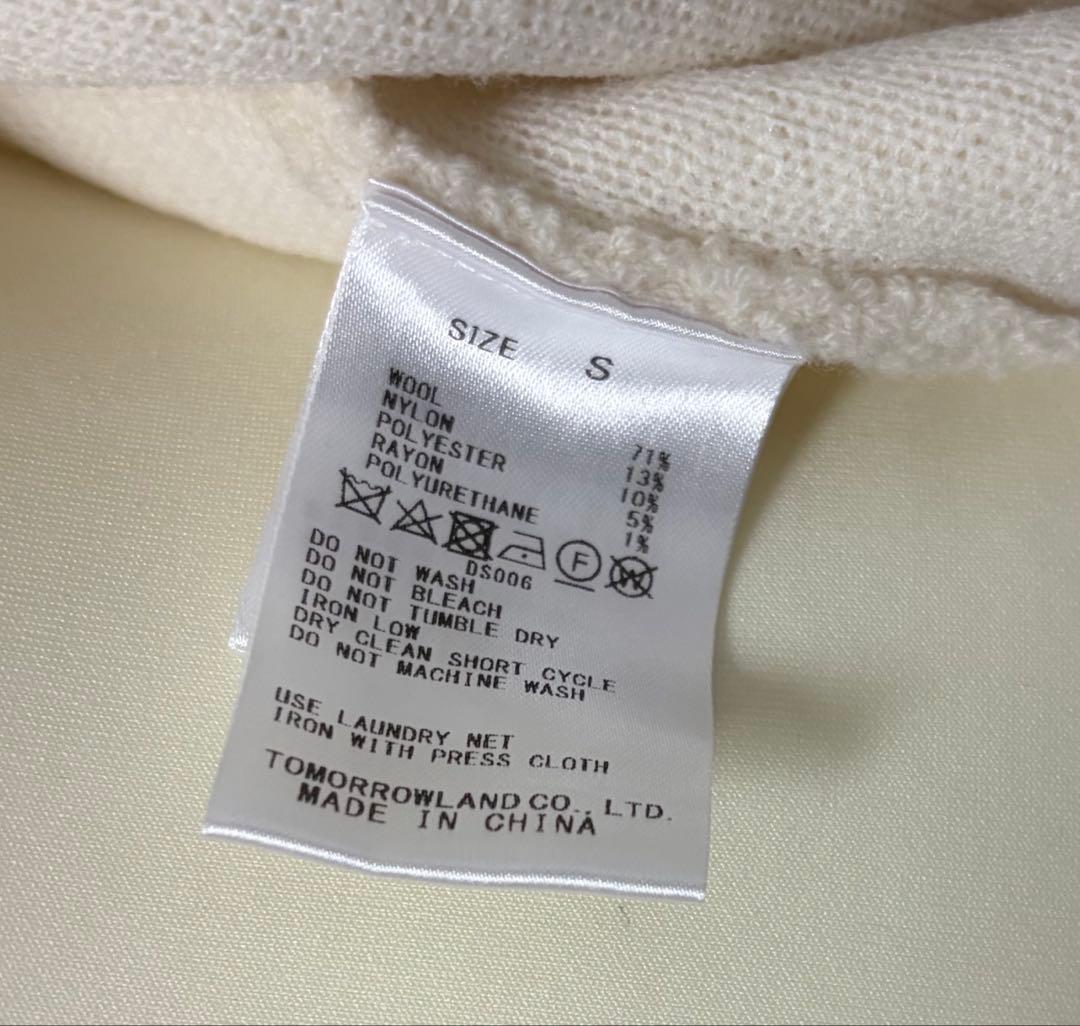 SIZE S
WOOL 71%
NYLON 13%
POLYESTER 10%
RAYON 5%
POLYURETHANE 1%
F W
DS006
DO NOT WASH
DO NOT BLEACH
DO NOT TUMBLE DRY
IRON LOW
DRY CLEAN SHORT CYCLE
DO NOT MACHINE WASH
USE LAUNDRY NET
IRON WITH PRESS CLOTH
TOMORROWLAND CO., LTD.
MADE IN CHINA